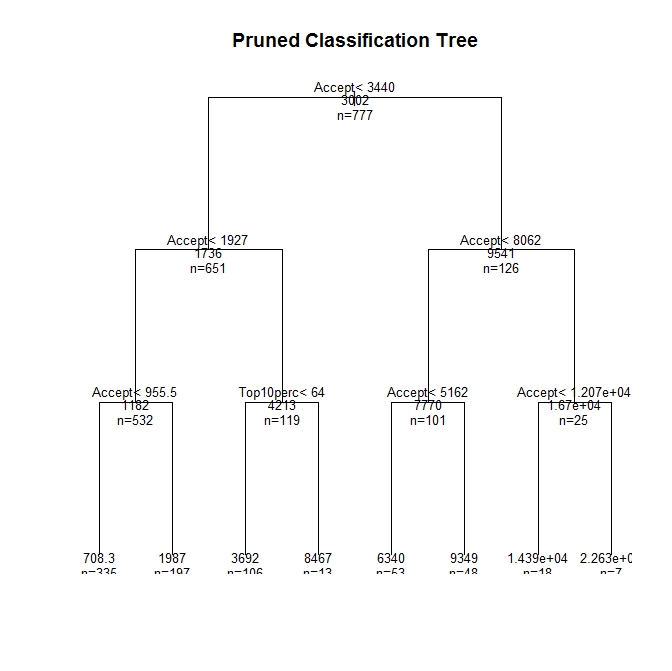 Pruned Classification Tree
Accept< 3440
3002
n=777
Accept< 1927
1736
n=651
Accept< 8062
9541
n=126
Accept< 955.5
1182
n=532
Top10perc< 64
4213
n=119
Accept< 5162
7770
n=101
Accept< 1.207e+04
1.67e+04
n=25
708.3
n=335
1987
n=197
3692
n=106
8467
n=13
6340
n=53
9349
n=48
1.439e+04
n=18
2.263e+0
n=7